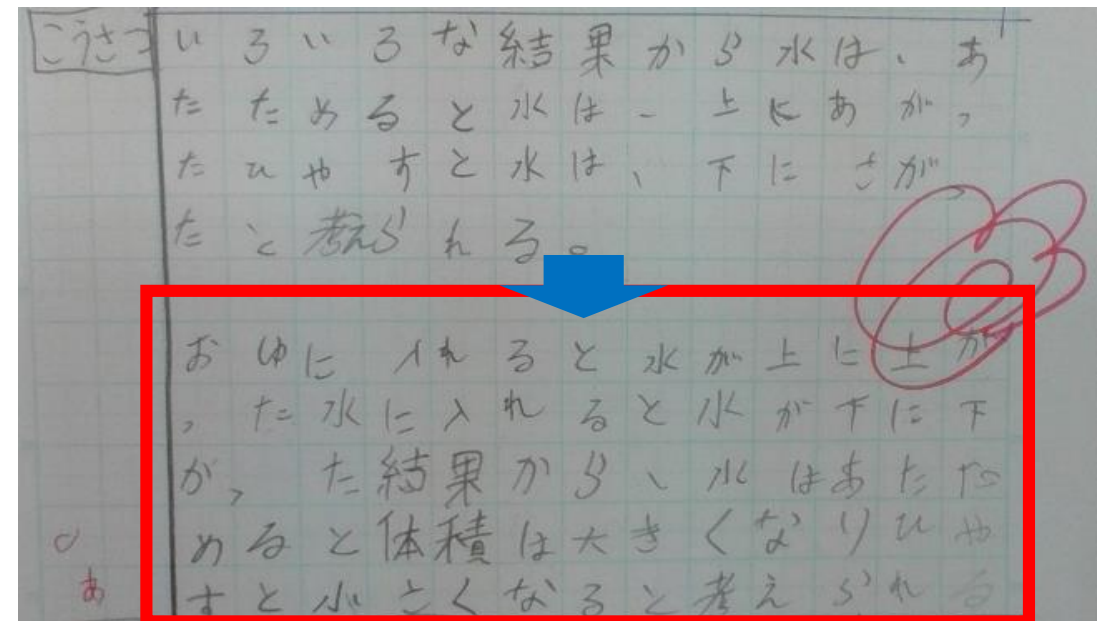 こうさつ
いろいろな結果から水は、あ
たためると水は、上にあがっ
たひやすと水は、下にさがっ
たと考えられる。
おゆに入れると水が上に上が
った水に入れると水が下に下
がった結果から、水はあたた
めると体積は大きくなりひや
すと小さくなると考えられる
あ